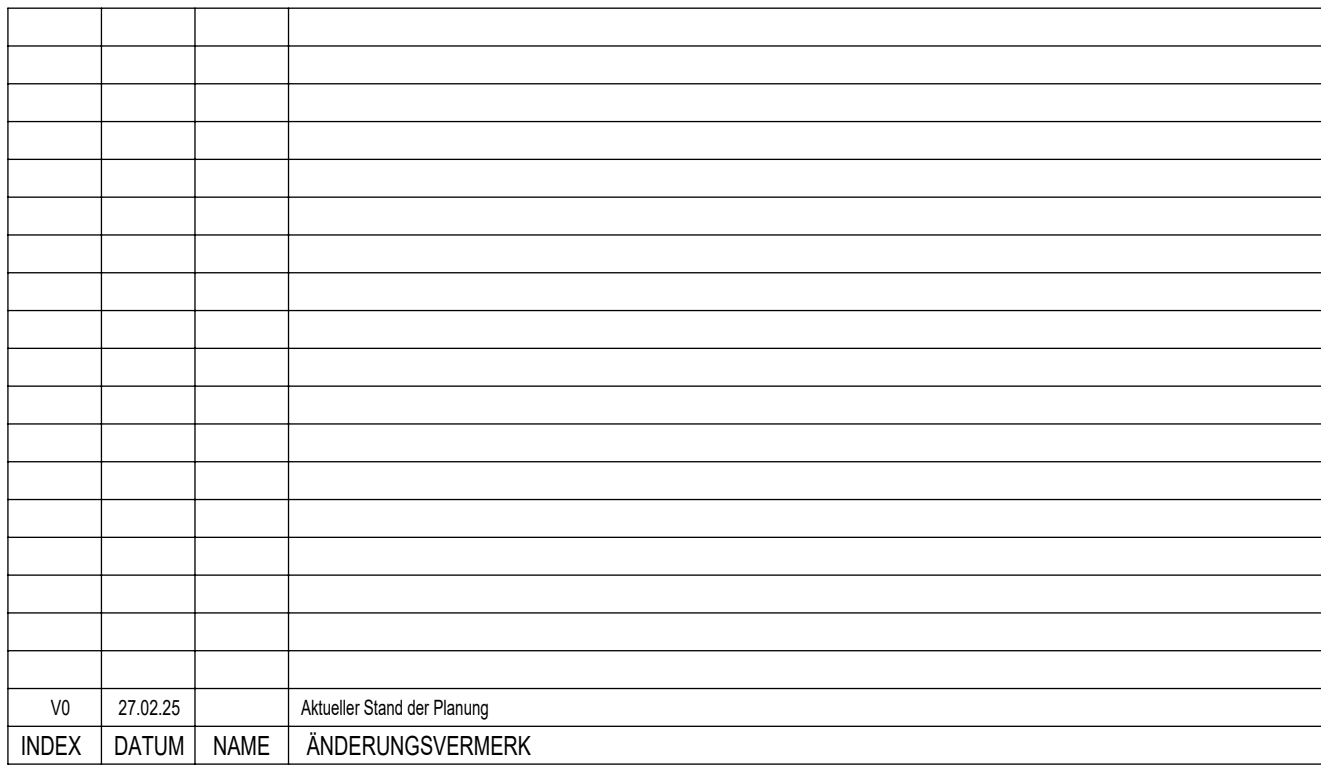 V0 27.02.25 Aktueller Stand der Planung
INDEX DATUM NAME ÄNDERUNGSVERMERK